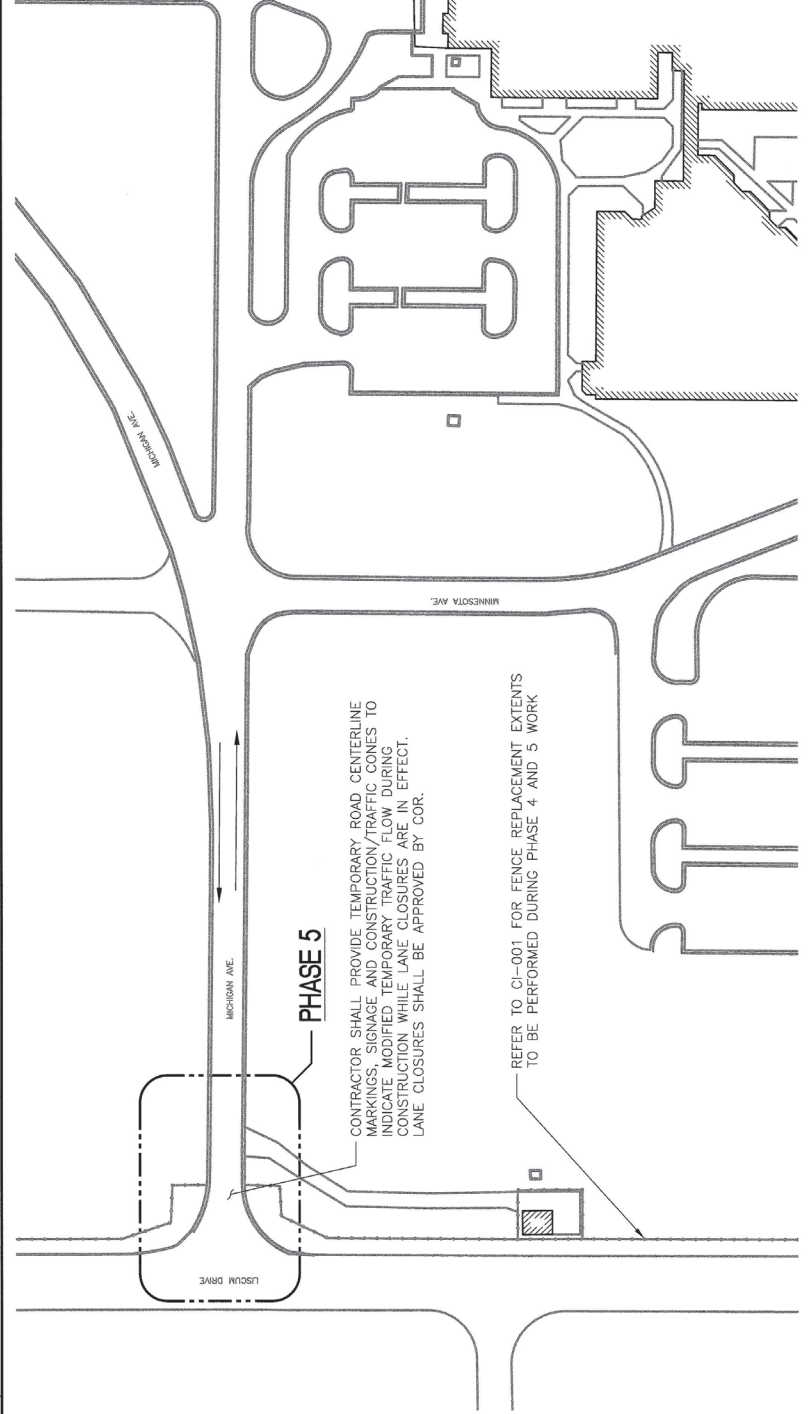 MICHIGAN AVE.
MINNESOTA AVE.
MICHIGAN AVE.
PHASE 5
CONTRACTOR SHALL PROVIDE TEMPORARY ROAD CENTERLINE
MARKINGS, SIGNAGE AND CONSTRUCTION/TRAFFIC CONES TO
INDICATE MODIFIED TEMPORARY TRAFFIC FLOW DURING
CONSTRUCTION WHILE LANE CLOSURES ARE IN EFFECT.
LANE CLOSURES SHALL BE APPROVED BY COR.
REFER TO CI-001 FOR FENCE REPLACEMENT EXTENTS
TO BE PERFORMED DURING PHASE 4 AND 5 WORK
LISCUM DRIVE